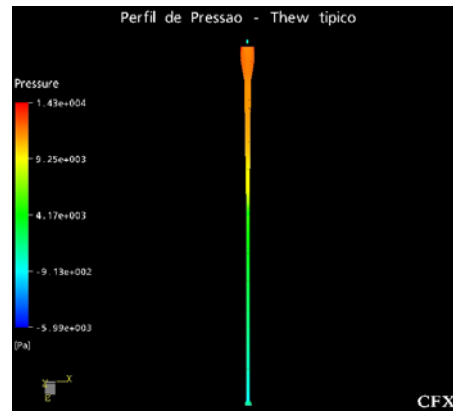 Perfil de Pressao - Thew tipico
Pressure
1.43e+004
9.25e+003
4.17e+003
-9.13e+002
-5.99e+003
[Pa]
X
CFX